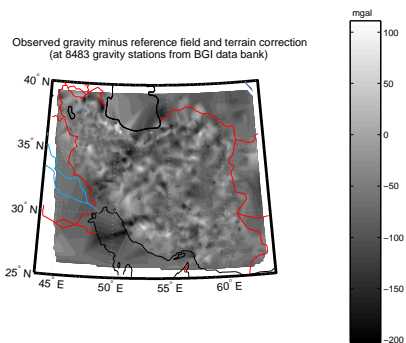 mgal
Observed gravity minus reference field and terrain correction
(at 8483 gravity stations from BGI data bank)
100
50
0
−50
−100
−150
−200
40° N
35° N
30° N
25° N
45° E
50° E
55° E
60° E